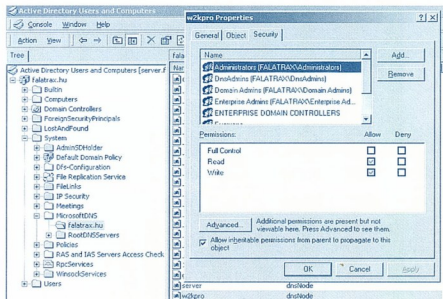 Active Directory Users and Computers
Console Window Help
Action View
Tree
Active Directory Users and Computers [server.f
falatrax.hu
Builtin
Computers
Domain Controllers
ForeignSecurityPrincipals
LostAndFound
System
AdminSDHolder
Default Domain Policy
Dfs-Configuration
File Replication Service
FileLinks
IP Security
Meetings
MicrosoftDNS
falatrax.hu
RootDNSServers
Policies
RAS and IAS Servers Access Check
RpcServices
WinsockServices
Users
fala
Nar
server dnsNode
w2kpro dnsNode
w2kpro Properties
General Object Security
Name
Add...
Remove
Administrators (FALATRAX\Administrators)
DnsAdmins (FALATRAX\DnsAdmins)
Domain Admins (FALATRAX\Domain Admins)
Enterprise Admins (FALATRAX\Enterprise Ad...
ENTERPRISE DOMAIN CONTROLLERS
Permissions: Allow Deny
Full Control
Read
Write
Advanced...
Additional permissions are present but not
viewable here. Press Advanced to see them.
Allow inheritable permissions from parent to propagate to this
object
OK Cancel Apply